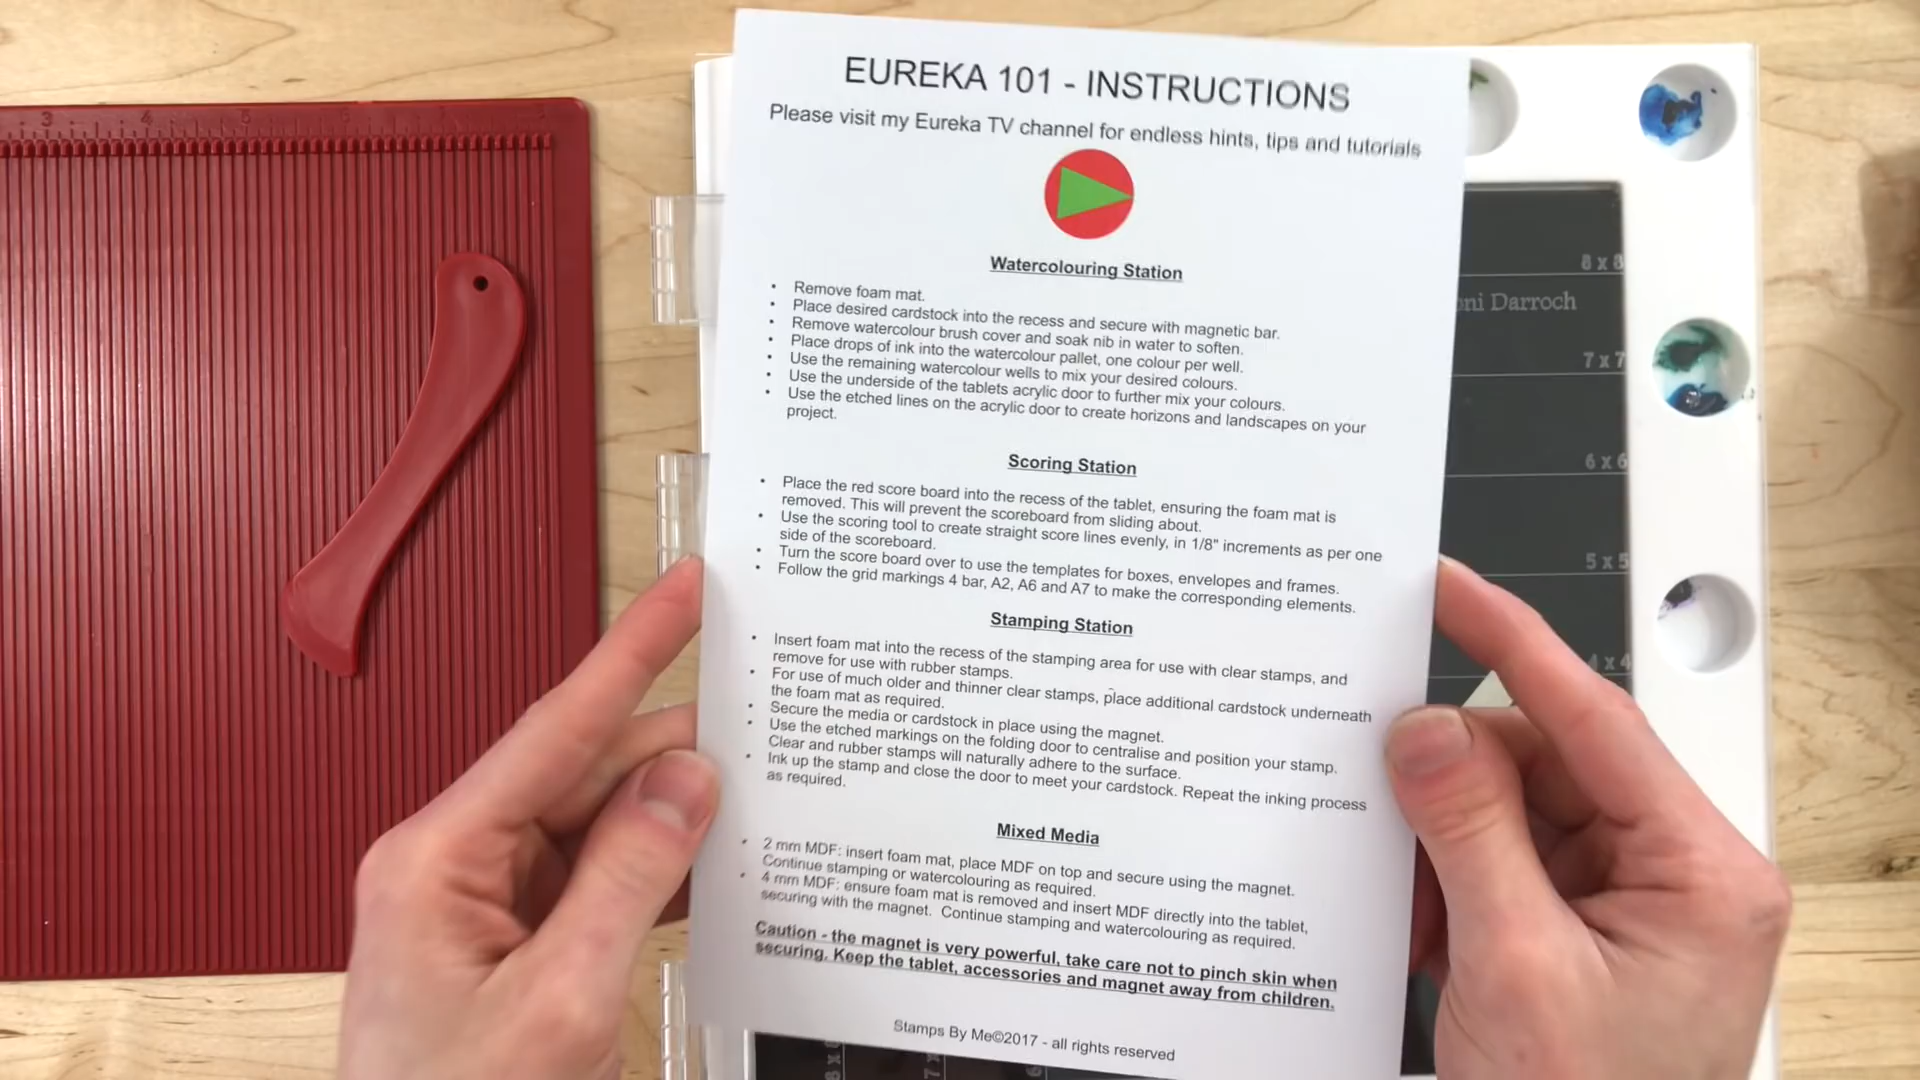 EUREKA 101 - INSTRUCTIONS
Please visit my Eureka TV channel for endless hints, tips and tutorials
Watercolouring Station
• Remove foam mat.
• Place desired cardstock into the recess and secure with magnetic bar.
• Remove watercolour brush cover and soak nib in water to soften.
• Place drops of ink into the watercolour pallet, one colour per well.
• Use the remaining watercolour wells to mix your desired colours.
• Use the underside of the tablets acrylic door to further mix your colours.
• Use the etched lines on the acrylic door to create horizons and landscapes on your
project.
Scoring Station
• Place the red score board into the recess of the tablet, ensuring the foam mat is
removed. This will prevent the scoreboard from sliding about.
• Use the scoring tool to create straight score lines evenly, in 1/8" increments as per one
side of the scoreboard.
• Turn the score board over to use the templates for boxes, envelopes and frames.
• Follow the grid markings 4 bar, A2, A6 and A7 to make the corresponding elements.
Stamping Station
• Insert foam mat into the recess of the stamping area for use with clear stamps, and
remove for use with rubber stamps.
• For use of much older and thinner clear stamps, place additional cardstock underneath
the foam mat as required.
• Secure the media or cardstock in place using the magnet.
• Use the etched markings on the folding door to centralise and position your stamp.
Clear and rubber stamps will naturally adhere to the surface.
• Ink up the stamp and close the door to meet your cardstock. Repeat the inking process
as required.
Mixed Media
• 2 mm MDF: insert foam mat, place MDF on top and secure using the magnet.
Continue stamping or watercolouring as required.
• 4 mm MDF: ensure foam mat is removed and insert MDF directly into the tablet,
securing with the magnet. Continue stamping and watercolouring as required.
Caution - the magnet is very powerful, take care not to pinch skin when
securing. Keep the tablet, accessories and magnet away from children.
Stamps By Me©2017 - all rights reserved
8 x 8
Darroch
7 x 7
6 x 6
5 x 5
4 x 4
3
4
5
6